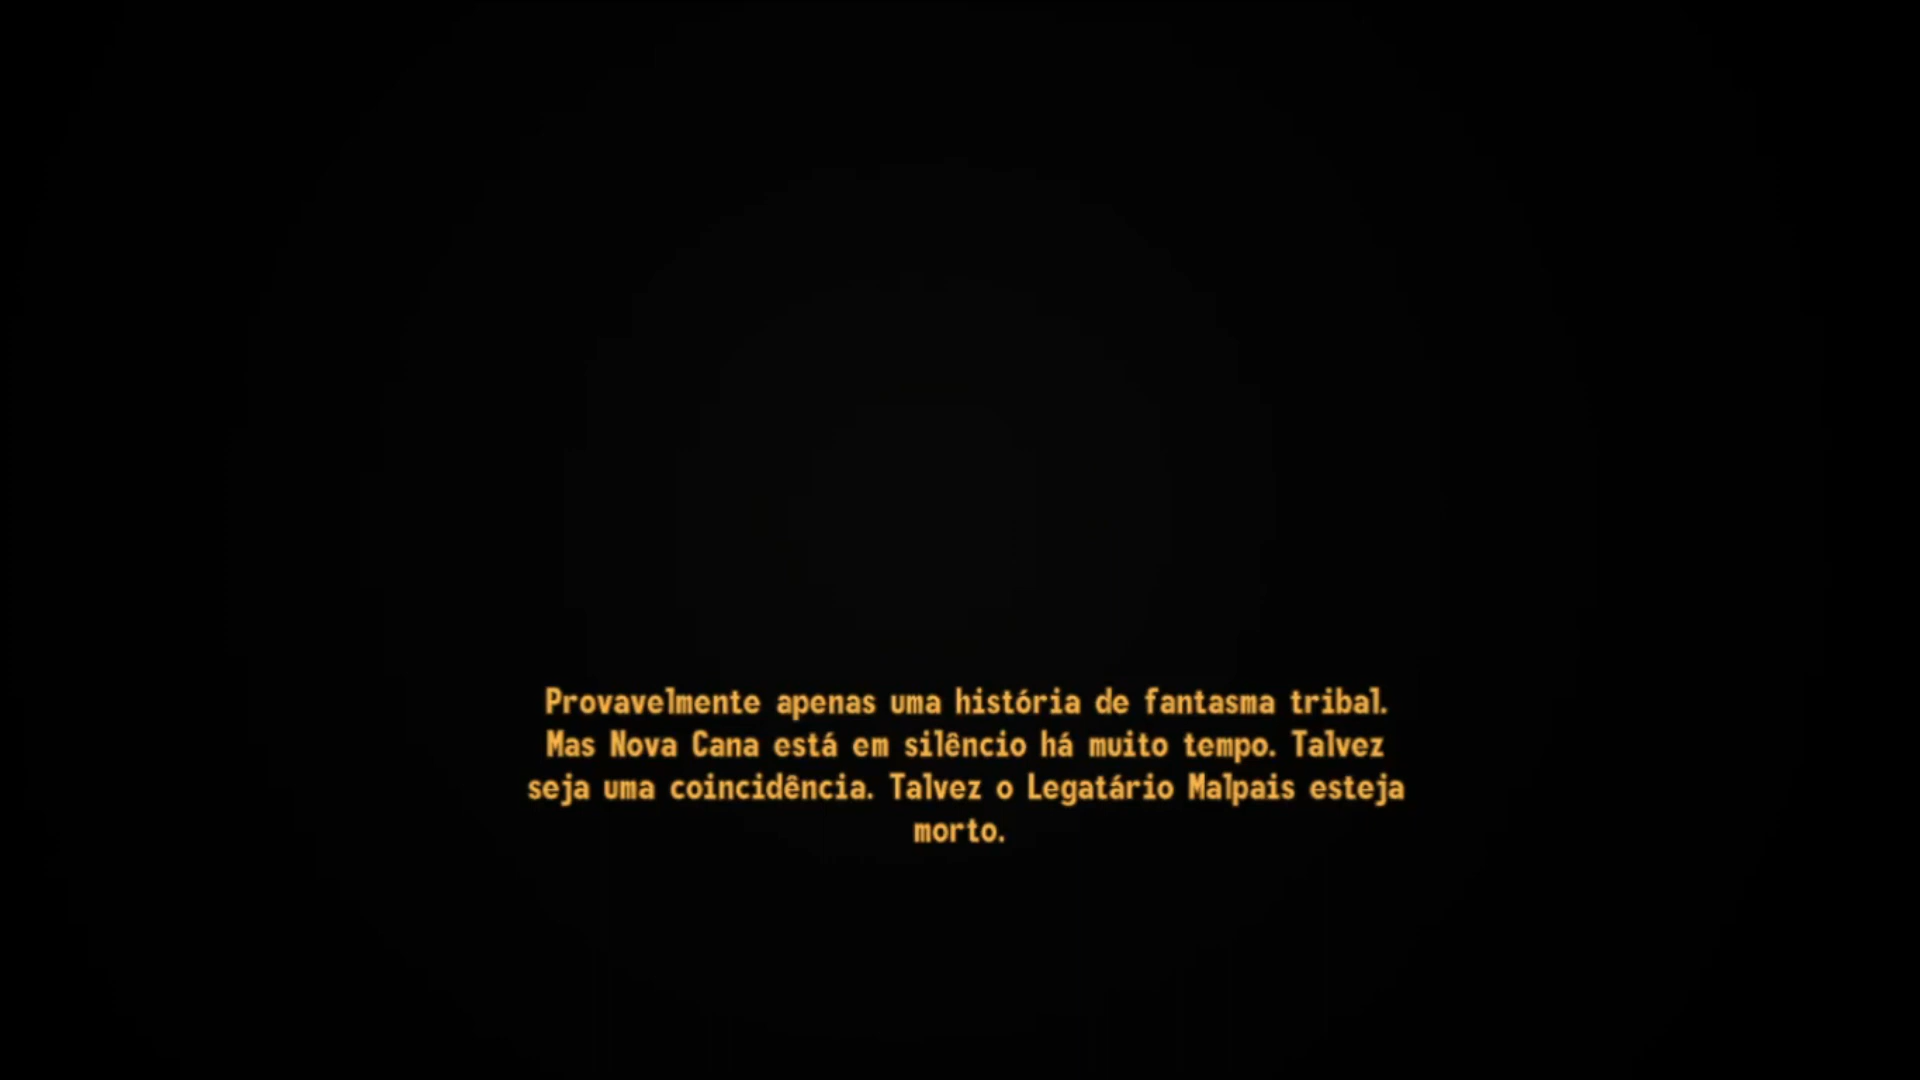 Provavelmente apenas uma história de fantasma tribal.
Mas Nova Cana está em silêncio há muito tempo. Talvez
seja uma coincidência. Talvez o Legatário Malpais esteja
morto.